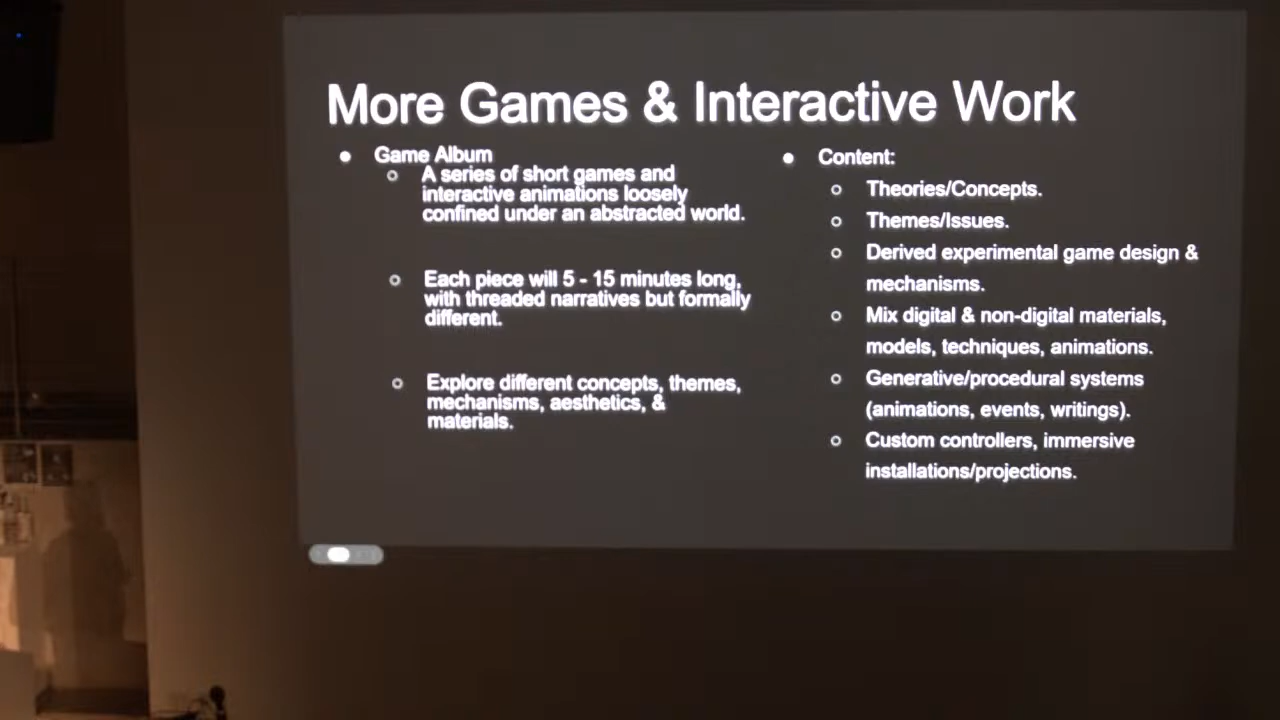 More Games & Interactive Work
Game Album
A series of short games and
interactive animations loosely
confined under an abstracted world.
Each piece will 5 - 15 minutes long,
with threaded narratives but formally
different.
Explore different concepts, themes,
mechanisms, aesthetics, &
materials.
Content:
Theories/Concepts.
Themes/Issues.
Derived experimental game design &
mechanisms.
Mix digital & non-digital materials,
models, techniques, animations.
Generative/procedural systems
(animations, events, writings).
Custom controllers, immersive
installations/projections.